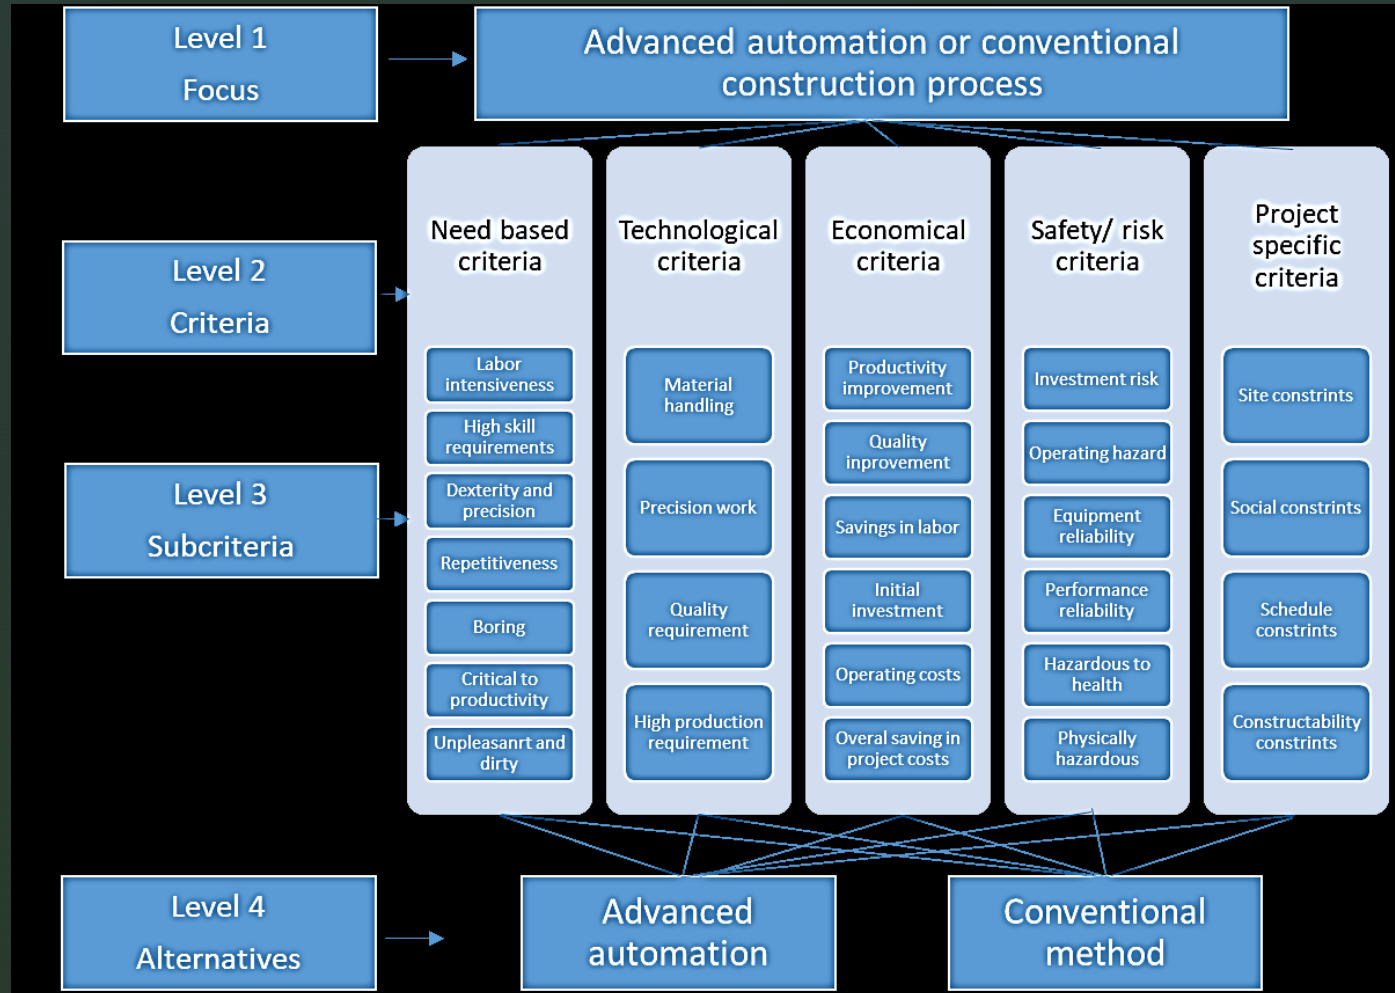 Level 1
Focus
Advanced automation or conventional
construction process
Level 2
Criteria
Need based
criteria
Technological
criteria
Economical
criteria
Safety/ risk
criteria
Project
specific
criteria
Level 3
Subcriteria
Labor
intensiveness
High skill
requirements
Dexterity and
precision
Repetitiveness
Boring
Critical to
productivity
Unpleasanrt and
dirty
Material
handling
Precision work
Quality
requirement
High production
requirement
Productivity
improvement
Quality
inprovement
Savings in labor
Initial
investment
Operating costs
Overal saving in
project costs
Investment risk
Operating hazard
Equipment
reliability
Performance
reliability
Hazardous to
health
Physically
hazardous
Site constrints
Social constrints
Schedule
constrints
Constructability
constrints
Level 4
Alternatives
Advanced
automation
Conventional
method